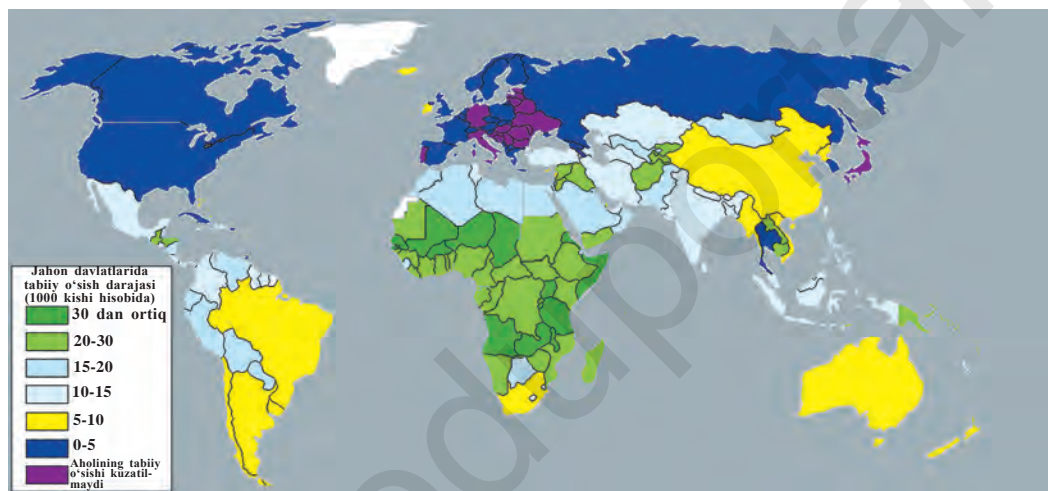 Jahon davlatlarida
tabiiy o‘sish darajasi
(1000 kishi hisobida)
30 dan ortiq
20-30
15-20
10-15
5-10
0-5
Aholining tabiiy
o‘sishi kuzatil-
maydi
eduporta